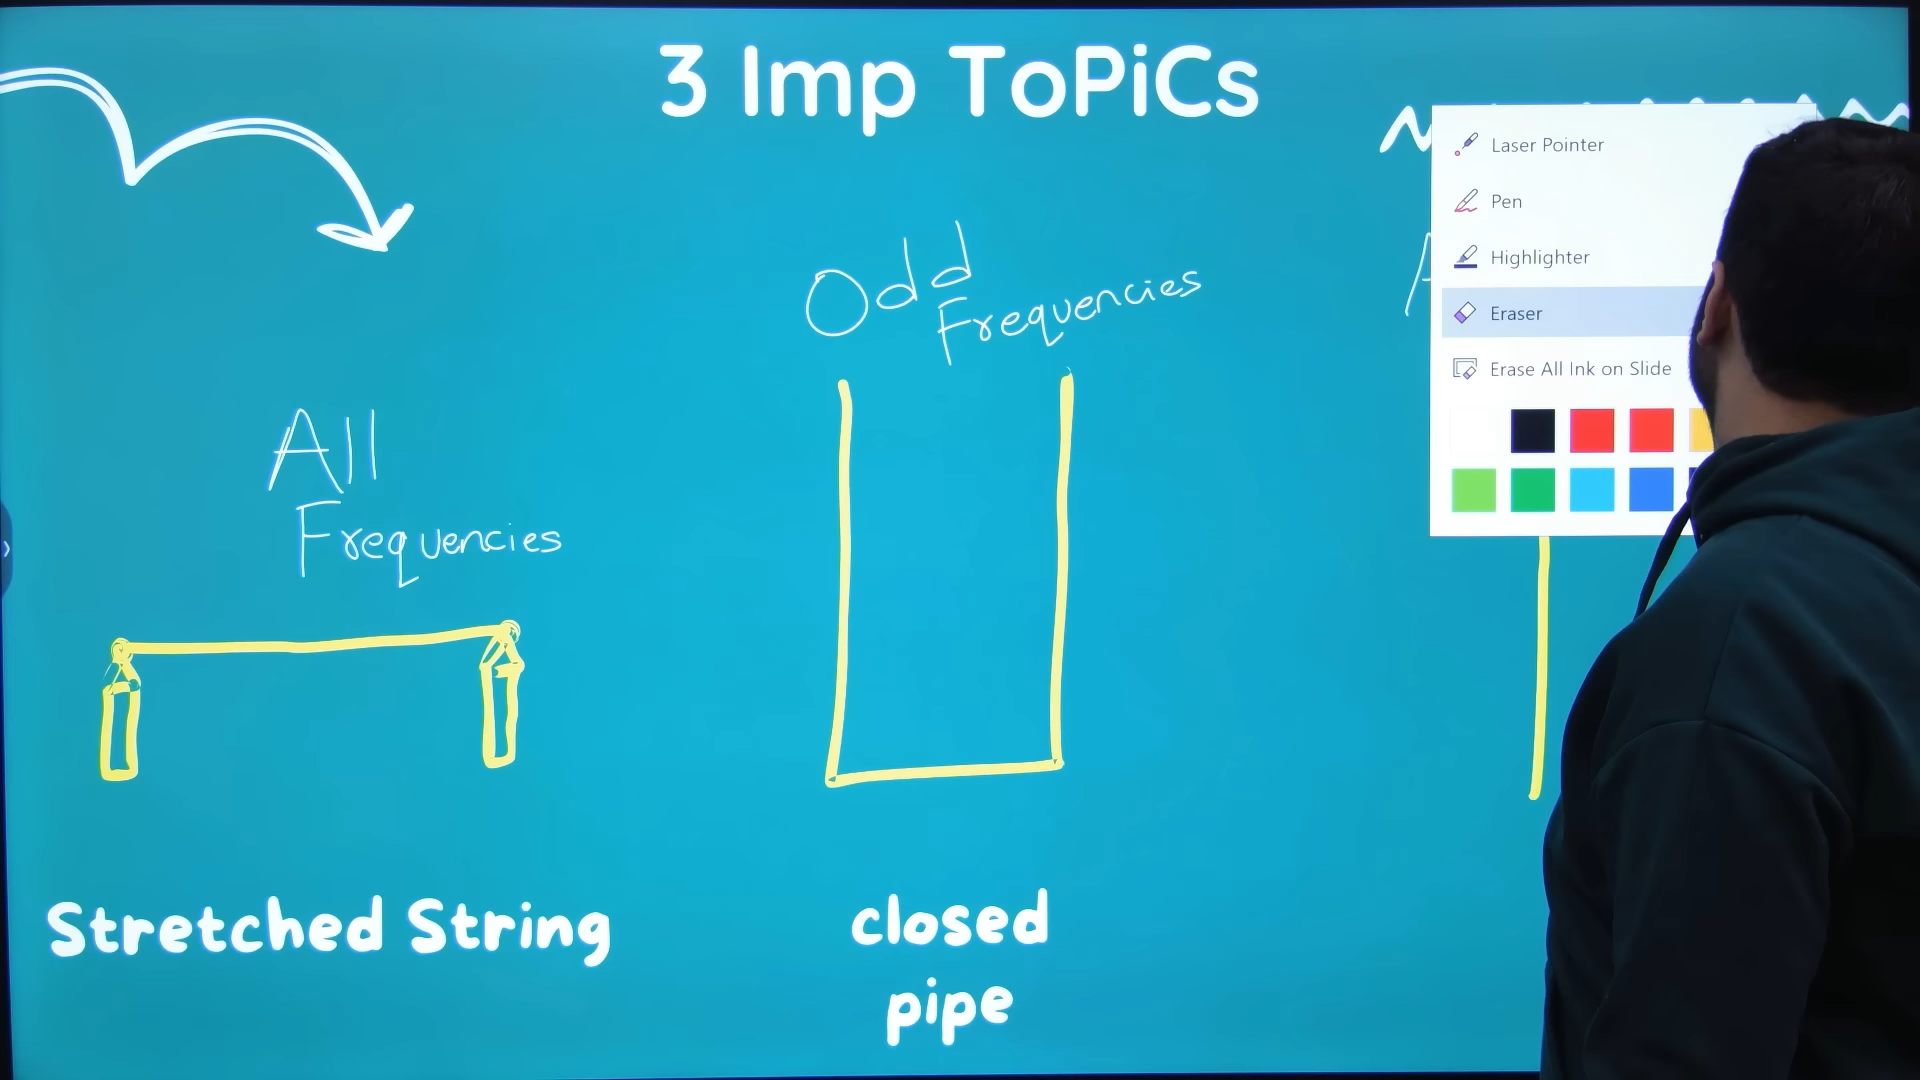 3 Imp ToPiCs
Odd
Frequencies
All
Frequencies
Laser Pointer
Pen
Highlighter
Eraser
Erase All Ink on Slide
Stretched String
closed
pipe